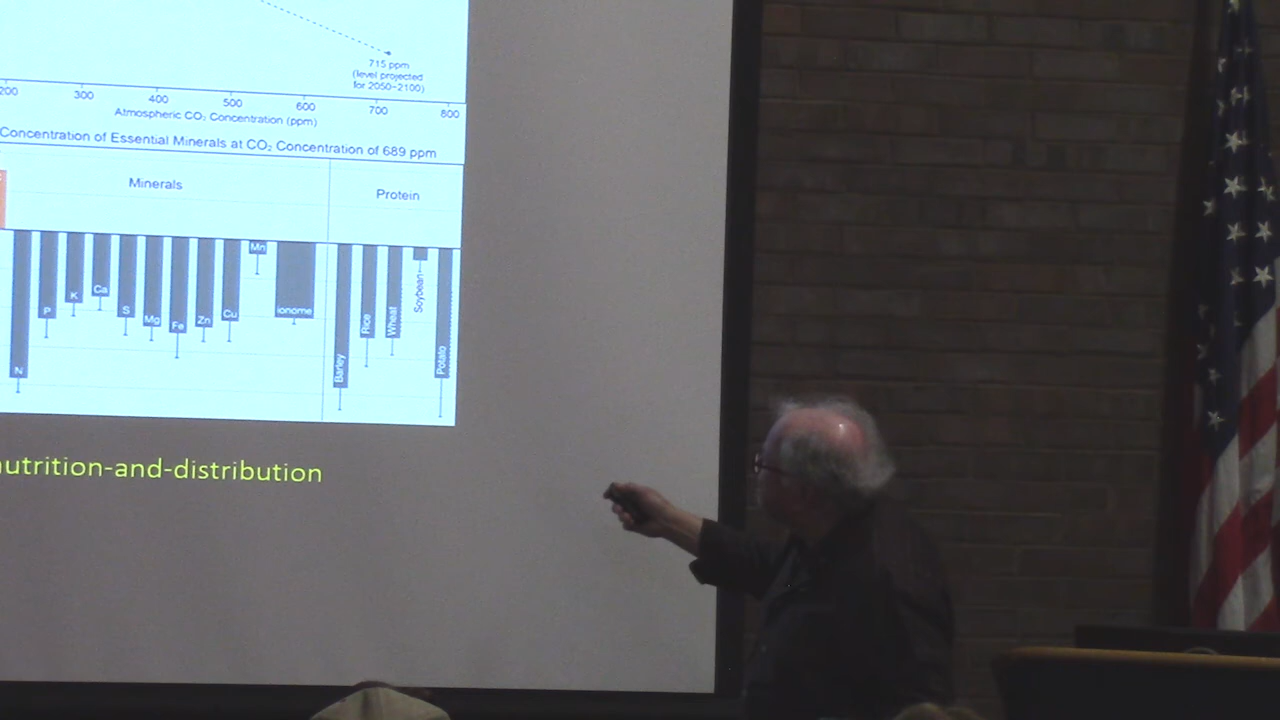 715 ppm
(level projected
for 2050-2100)
200 300 400 500 600 700 800
Atmospheric CO₂ Concentration (ppm)
Concentration of Essential Minerals at CO₂ Concentration of 689 ppm
Minerals Protein
N P K Ca S Mg Fe Zn Cu Mn ionome Barley Rice Wheat Soybean Potato
nutrition-and-distribution